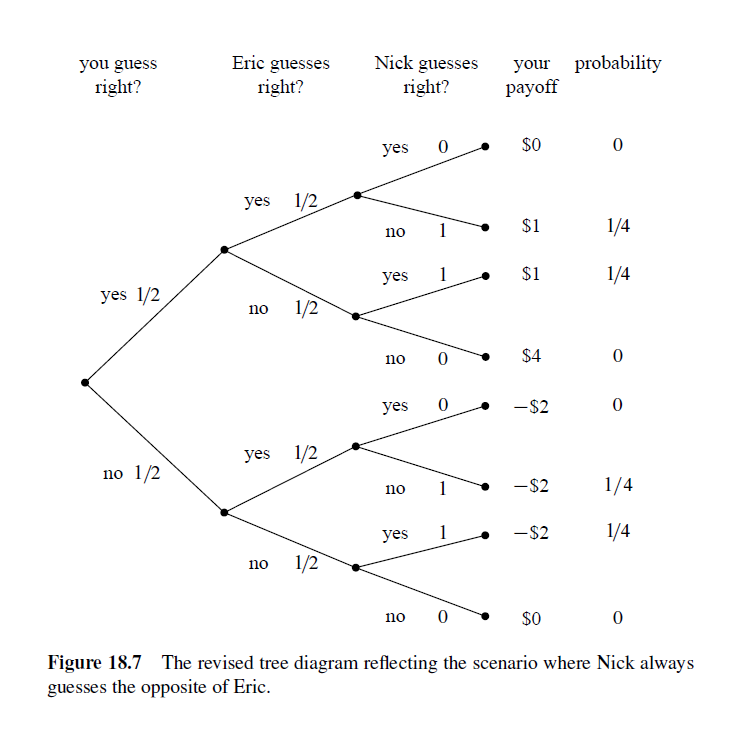 you guess Eric guesses Nick guesses your probability
right? right? right? payoff
yes 0 $0 0
yes 1/2
no 1 $1 1/4
yes 1 $1 1/4
yes 1/2
no 1/2
no 0 $4 0
yes 0 −$2 0
yes 1/2
no 1/2
no 1 −$2 1/4
yes 1 −$2 1/4
no 1/2
no 0 $0 0
Figure 18.7 The revised tree diagram reflecting the scenario where Nick always
guesses the opposite of Eric.